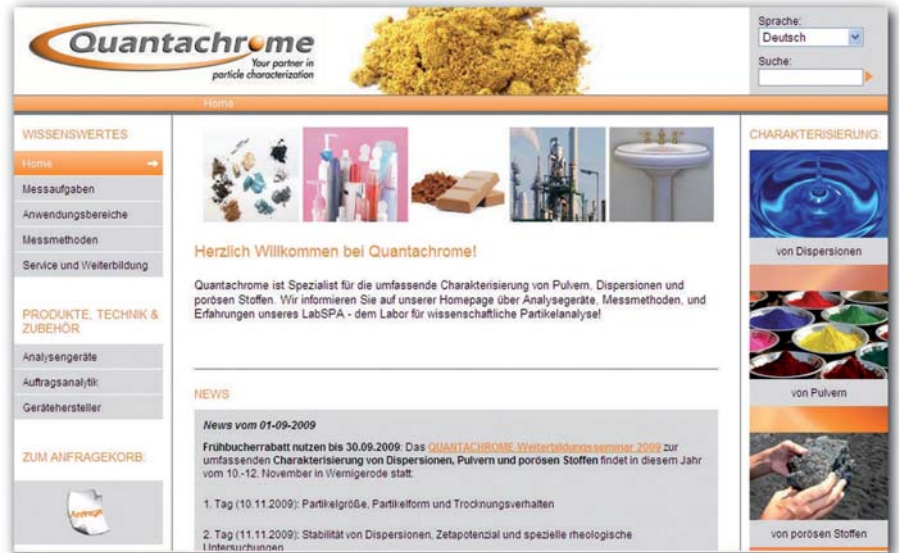 Quantachrome
Your partner in
particle characterization
Sprache:
Deutsch
Suche:
Home
WISSENSWERTES
Home
Messaufgaben
Anwendungsbereiche
Messmethoden
Service und Weiterbildung
PRODUKTE, TECHNIK &
ZUBEHÖR
Analysengeräte
Auftragsanalytik
Gerätehersteller
ZUM ANFRAGEKORB:
Anfrage
Herzlich Willkommen bei Quantachrome!
Quantachrome ist Spezialist für die umfassende Charakterisierung von Pulvern, Dispersionen und
porösen Stoffen. Wir informieren Sie auf unserer Homepage über Analysegeräte, Messmethoden, und
Erfahrungen unseres LabSPA - dem Labor für wissenschaftliche Partikelanalyse!
NEWS
News vom 01-09-2009
Frühbucherrabatt nutzen bis 30.09.2009: Das QUANTACHROME-Weiterbildungsseminar 2009 zur
umfassenden Charakterisierung von Dispersionen, Pulvern und porösen Stoffen findet in diesem Jahr
vom 10.-12. November in Wernigerode statt:
1. Tag (10.11.2009): Partikelgröße, Partikelform und Trocknungsverhalten
2. Tag (11.11.2009): Stabilität von Dispersionen, Zetapotenzial und spezielle rheologische
Untersuchungen
CHARAKTERISIERUNG:
von Dispersionen
von Pulvern
von porösen Stoffen